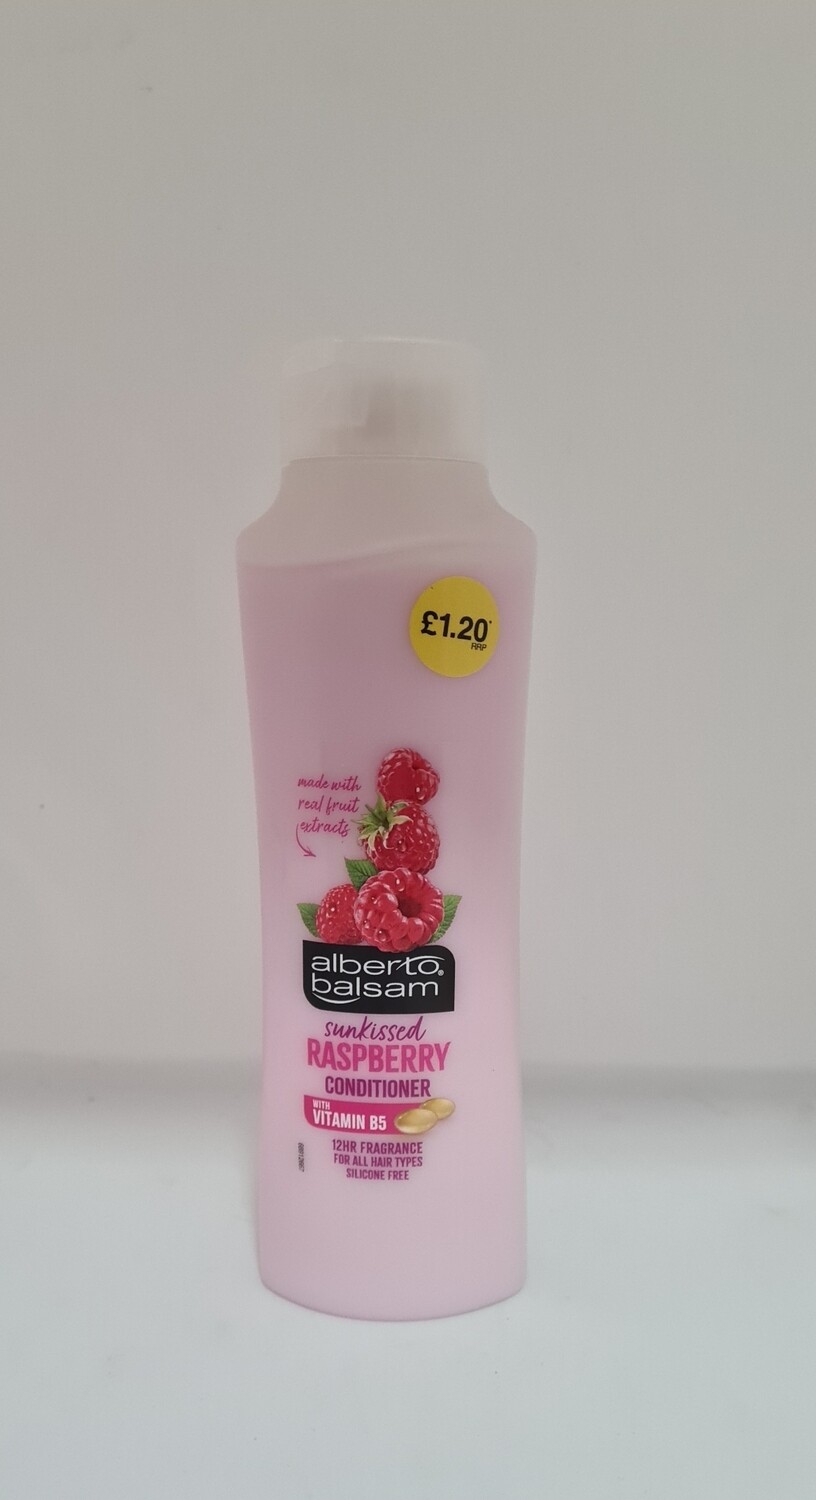 £1.20*
RRP
made with
real fruit
extracts
alberto®
balsam
sunkissed
RASPBERRY
CONDITIONER
WITH
VITAMIN B5
12HR FRAGRANCE
FOR ALL HAIR TYPES
SILICONE FREE